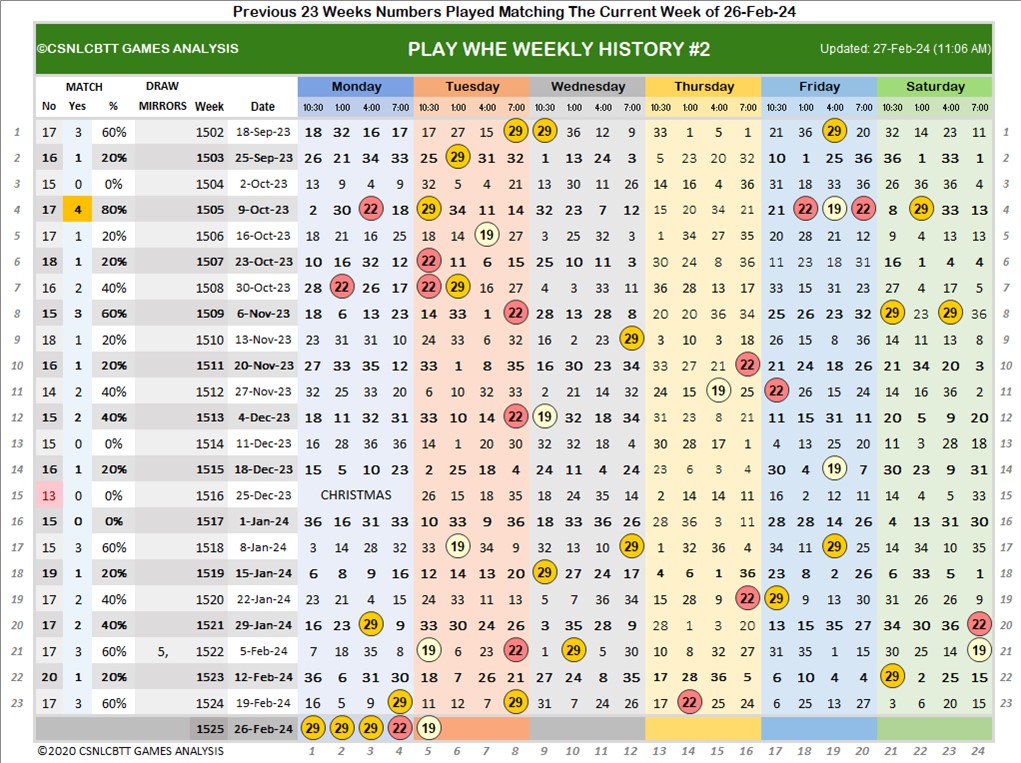 Previous 23 Weeks Numbers Played Matching The Current Week of 26-Feb-24
©CSNLCBTT GAMES ANALYSIS PLAY WHE WEEKLY HISTORY #2 Updated: 27-Feb-24 (11:06 AM)
MATCH DRAW Monday Tuesday Wednesday Thursday Friday Saturday
No Yes % MIRRORS Week Date 10:30 1:00 4:00 7:00 10:30 1:00 4:00 7:00 10:30 1:00 4:00 7:00 10:30 1:00 4:00 7:00 10:30 1:00 4:00 7:00 10:30 1:00 4:00 7:00
1 17 3 60% 1502 18-Sep-23 18 32 16 17 17 27 15 29 29 36 12 9 33 1 5 1 21 36 29 20 32 14 23 11 1
2 16 1 20% 1503 25-Sep-23 26 21 34 33 25 29 31 32 1 13 24 3 5 23 20 32 10 1 25 36 36 1 33 1 2
3 15 0 0% 1504 2-Oct-23 13 9 4 9 32 5 4 21 13 30 11 26 14 16 4 36 31 18 33 36 26 36 36 4 3
4 17 4 80% 1505 9-Oct-23 2 30 22 18 29 34 11 14 32 23 7 12 15 20 34 21 21 22 19 22 8 29 33 13 4
5 17 1 20% 1506 16-Oct-23 18 21 16 25 18 14 19 27 3 25 32 3 1 34 27 35 20 28 21 12 9 4 13 13 5
6 18 1 20% 1507 23-Oct-23 10 16 32 12 22 11 6 15 25 10 11 3 30 24 8 36 11 23 18 31 16 1 4 4 6
7 16 2 40% 1508 30-Oct-23 28 22 26 17 22 29 16 27 4 3 33 11 36 28 13 17 33 15 31 23 27 4 17 5 7
8 15 3 60% 1509 6-Nov-23 18 6 13 23 14 33 1 22 28 13 28 8 20 20 36 34 25 26 23 32 29 23 29 36 8
9 18 1 20% 1510 13-Nov-23 23 31 31 10 24 33 6 32 16 2 23 29 3 10 3 18 26 15 8 36 14 11 13 8 9
10 16 1 20% 1511 20-Nov-23 27 33 35 12 33 1 8 35 16 30 23 34 33 27 21 22 21 24 18 26 21 34 20 3 10
11 14 2 40% 1512 27-Nov-23 32 25 33 20 6 10 32 33 2 21 14 32 24 15 19 25 22 26 15 24 14 16 36 2 11
12 15 2 40% 1513 4-Dec-23 18 11 32 31 33 10 14 22 19 32 18 34 31 23 8 21 11 15 31 11 20 5 20 12
13 15 0 0% 1514 11-Dec-23 16 28 36 36 14 1 20 30 32 32 18 4 30 28 17 1 4 13 25 20 11 3 28 18 13
14 16 1 20% 1515 18-Dec-23 15 5 10 23 2 25 18 4 24 11 4 24 23 6 3 4 30 4 19 7 30 23 9 31 14
15 13 0 0% 1516 25-Dec-23 CHRISTMAS 26 15 18 35 18 24 35 14 2 14 14 11 16 2 12 11 14 4 5 33 15
16 15 0 0% 1517 1-Jan-24 36 16 31 33 10 33 9 36 18 33 36 26 28 36 3 11 28 28 14 26 4 13 31 30 16
17 15 3 60% 1518 8-Jan-24 3 14 28 32 33 19 34 9 32 13 10 29 1 32 36 4 34 11 29 25 14 34 10 35 17
18 19 1 20% 1519 15-Jan-24 6 8 9 16 12 14 13 20 29 27 24 17 4 6 1 36 23 8 2 26 6 33 5 24 18
19 17 2 40% 1520 22-Jan-24 23 21 4 15 24 33 11 13 5 7 36 34 15 28 9 22 29 9 13 30 31 26 26 9 19
20 17 2 40% 1521 29-Jan-24 16 23 29 9 33 30 24 26 3 35 28 9 28 1 3 20 13 15 35 27 34 30 36 22 20
21 17 3 60% 5, 1522 5-Feb-24 7 18 35 8 19 6 23 22 1 29 5 30 10 8 32 27 31 35 1 15 30 25 14 19 21
22 20 1 20% 1523 12-Feb-24 36 6 31 30 18 7 26 21 27 24 8 35 17 28 36 5 6 10 4 4 29 2 25 15 22
23 17 3 60% 1524 19-Feb-24 16 5 9 29 11 12 7 29 31 7 24 26 17 22 25 24 6 25 13 27 3 6 20 15 23
1525 26-Feb-24 29 29 29 22 19
©2020 CSNLCBTT GAMES ANALYSIS 1 2 3 4 5 6 7 8 9 10 11 12 13 14 15 16 17 18 19 20 21 22 23 24